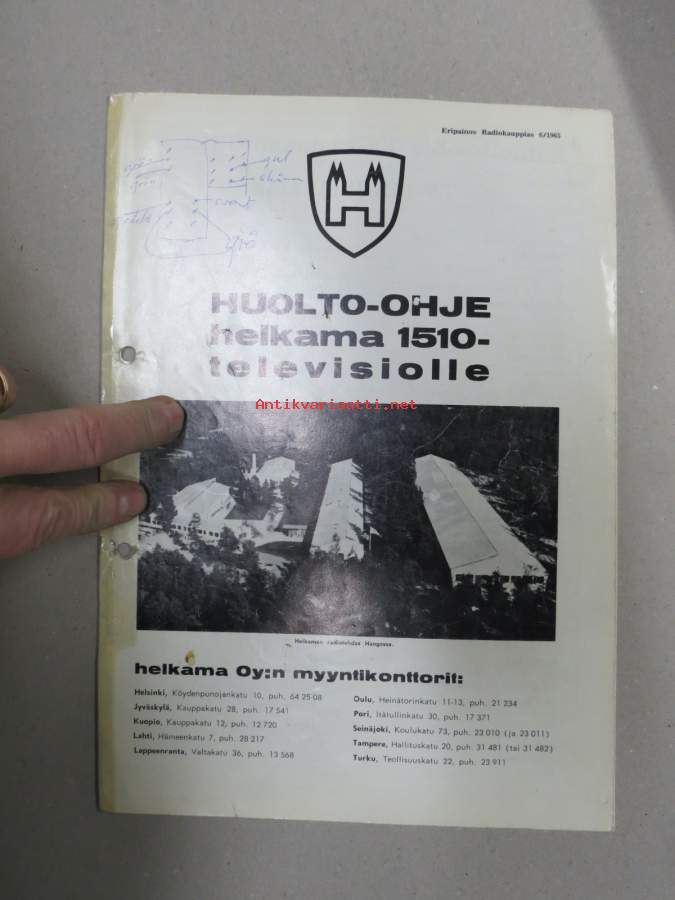 Eripainos Radiokauppias 6/1965
H
HUOLTO-OHJE
helkama 1510-
televisiolle
Antikvariaatti.net
Helkaman radiotehdas Hangossa.
helkama Oy:n myyntikonttorit:
Helsinki, Köydenpunojankatu 10, puh. 64 25 08
Jyväskylä, Kauppakatu 28, puh. 17 541
Kuopio, Kauppakatu 12, puh. 12 720
Lahti, Hämeenkatu 7, puh. 28 217
Lappeenranta, Valtakatu 36, puh. 13 568
Oulu, Heinätorinkatu 11-13, puh. 21 234
Pori, Itätullinkatu 30, puh. 17 371
Seinäjoki, Koulukatu 73, puh. 23 010 (ja 23 011)
Tampere, Hallituskatu 20, puh. 31 481 (tai 31 482)
Turku, Teollisuuskatu 22, puh. 23 911